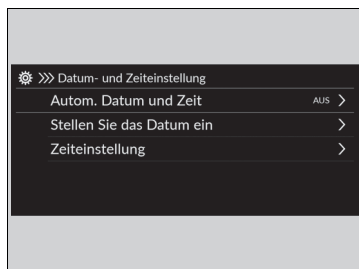 Datum- und Zeiteinstellung
Autom. Datum und Zeit AUS
Stellen Sie das Datum ein
Zeiteinstellung